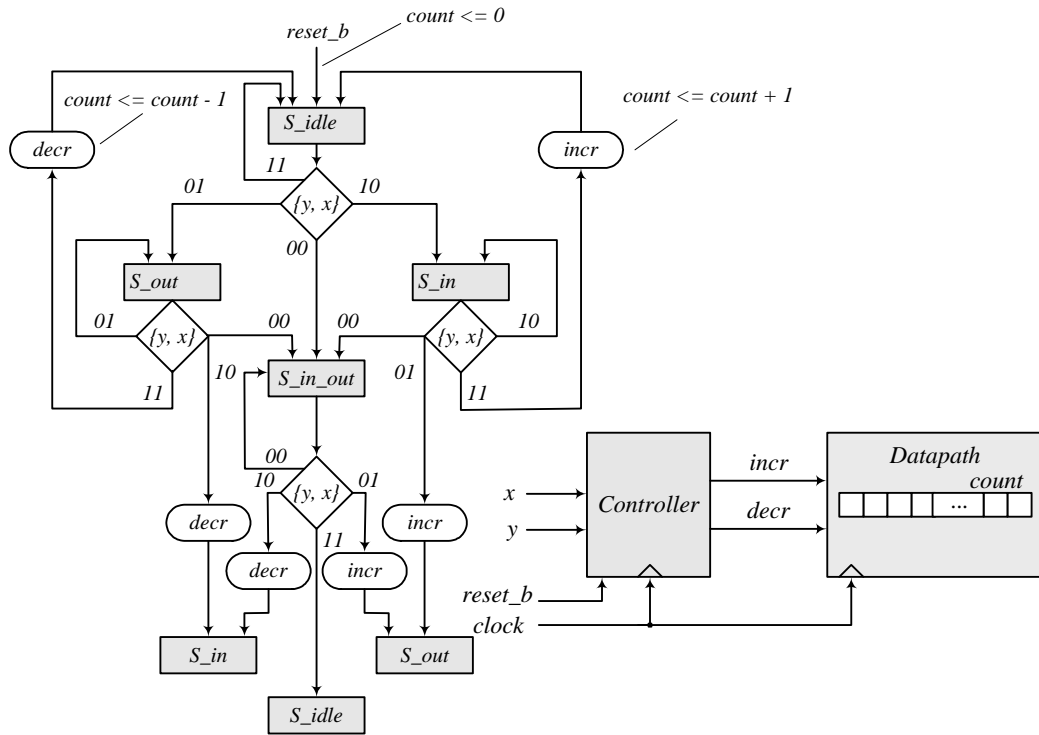 count <= 0
reset_b
count <= count - 1
count <= count + 1
S_idle
decr
incr
11
01
{y, x}
10
00
S_out
S_in
01
{y, x}
00
00
{y, x}
10
10
S_in_out
01
11
11
00
10
{y, x}
01
decr
incr
11
decr
incr
S_in
S_out
S_idle
Datapath
incr
count
x
Controller
...
decr
y
reset_b
clock